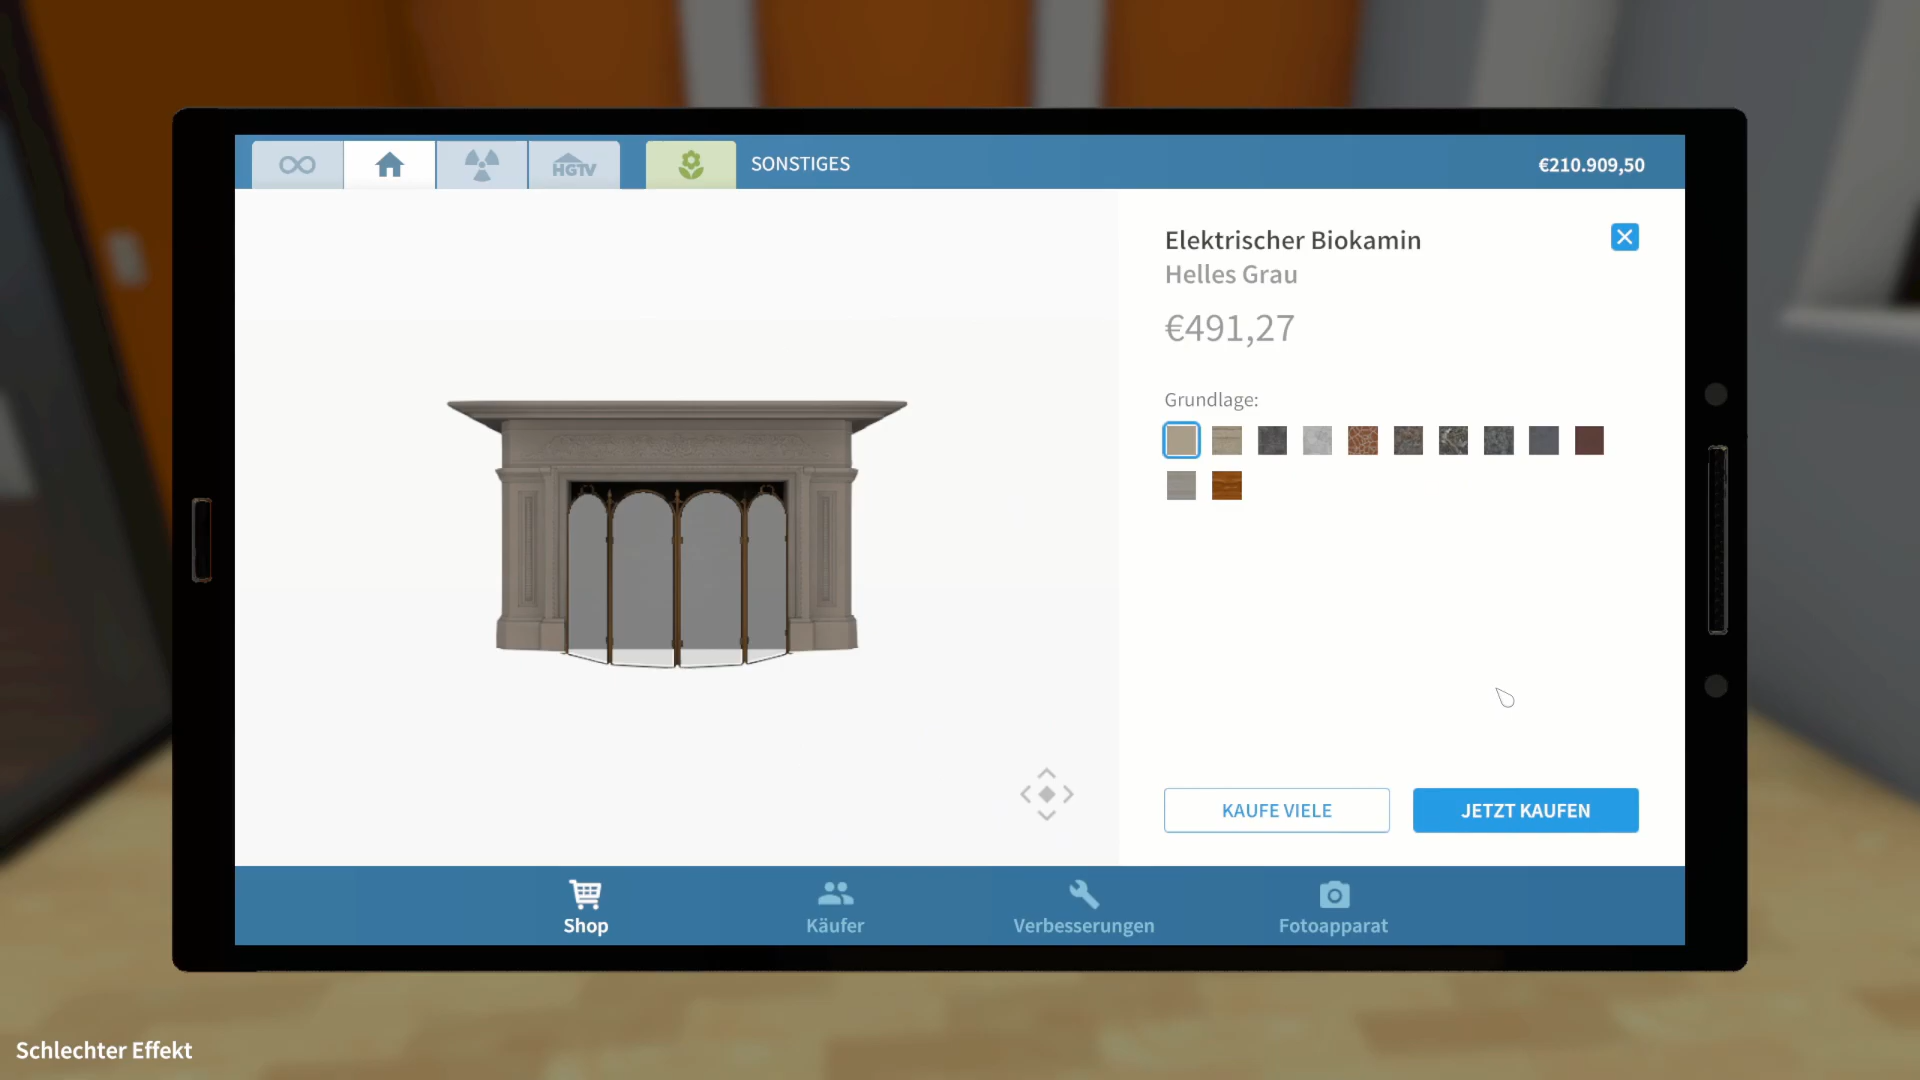 HGTV
SONSTIGES
€210.909,50
Elektrischer Biokamin
Helles Grau
€491,27
Grundlage:
KAUFE VIELE
JETZT KAUFEN
Shop
Käufer
Verbesserungen
Fotoapparat
Schlechter Effekt